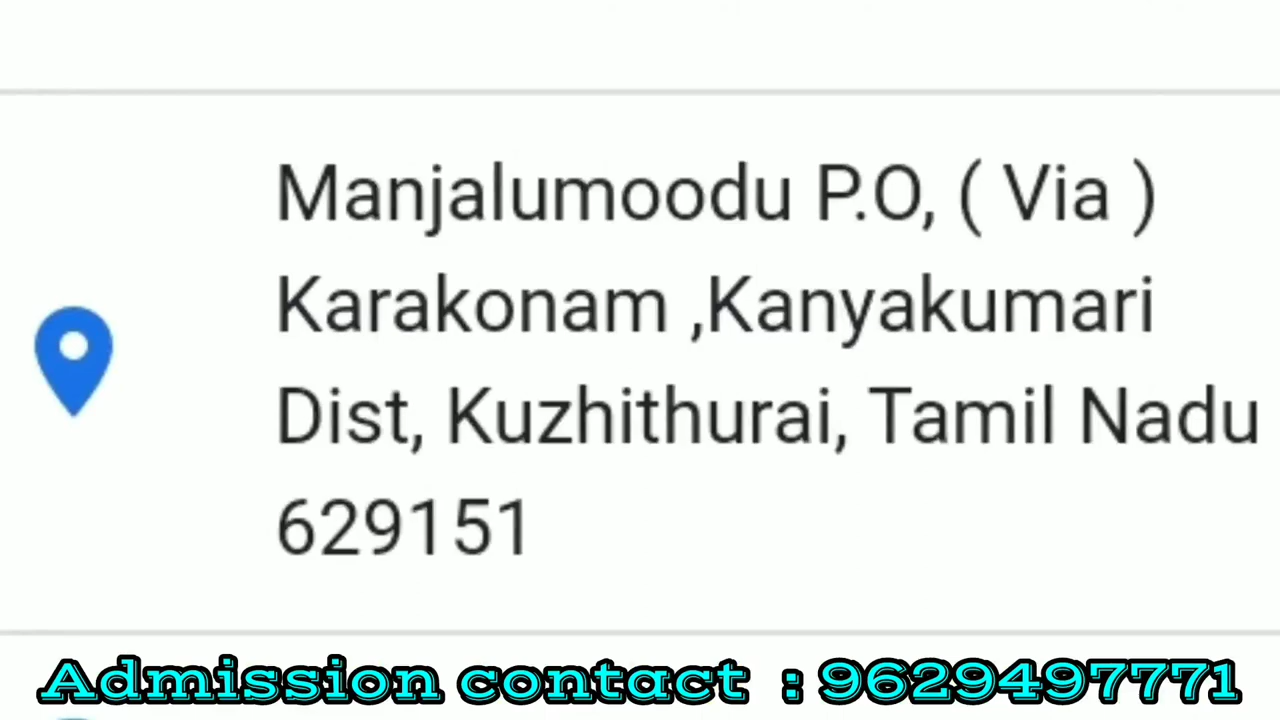 Manjalumoodu P.O, ( Via )
Karakonam ,Kanyakumari
Dist, Kuzhithurai, Tamil Nadu
629151
Admission contact : 9629497771